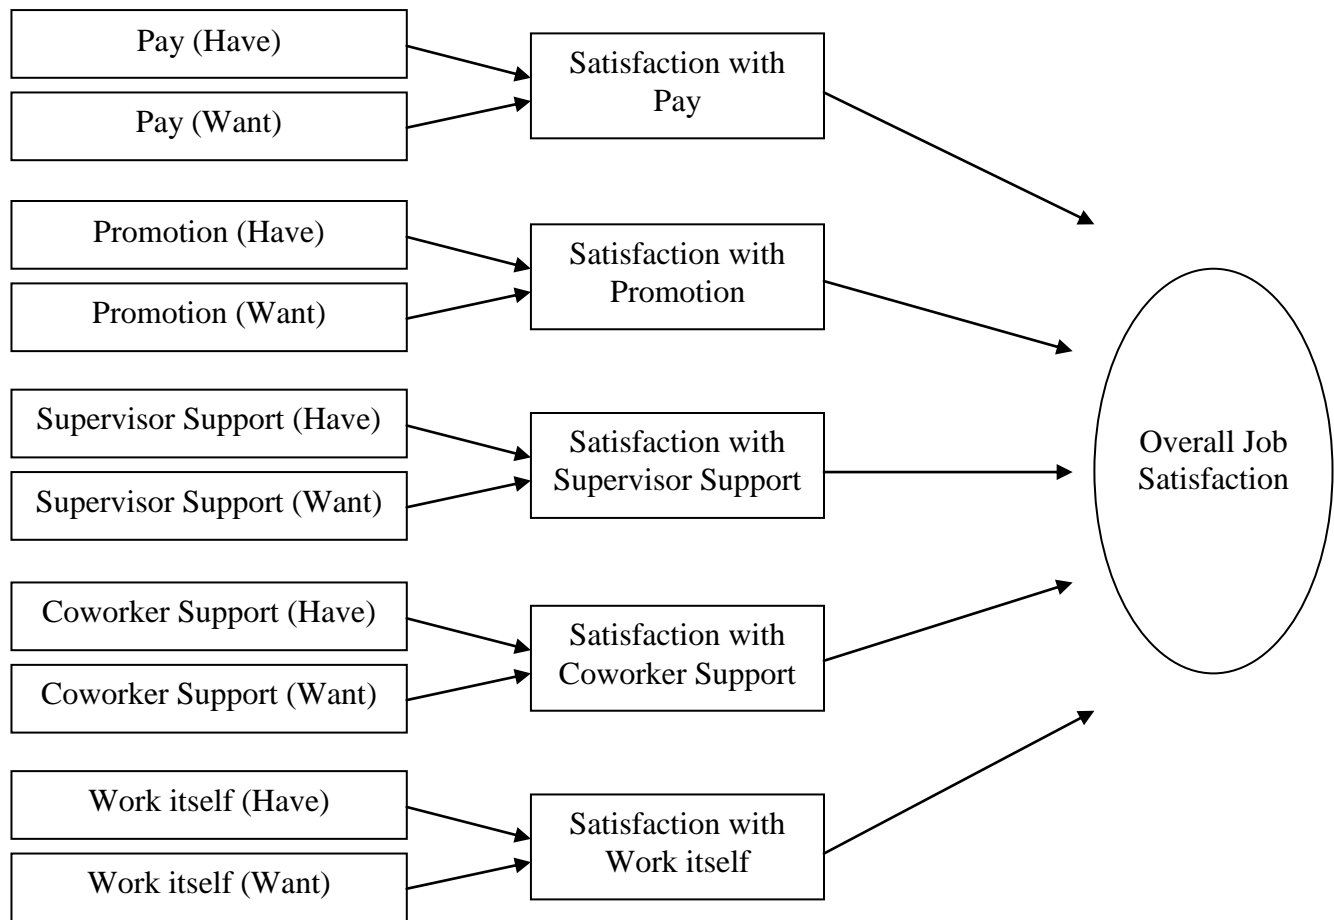 Pay (Have)
Pay (Want)
Satisfaction with
Pay
Promotion (Have)
Promotion (Want)
Satisfaction with
Promotion
Supervisor Support (Have)
Supervisor Support (Want)
Satisfaction with
Supervisor Support
Coworker Support (Have)
Coworker Support (Want)
Satisfaction with
Coworker Support
Work itself (Have)
Work itself (Want)
Satisfaction with
Work itself
Overall Job
Satisfaction